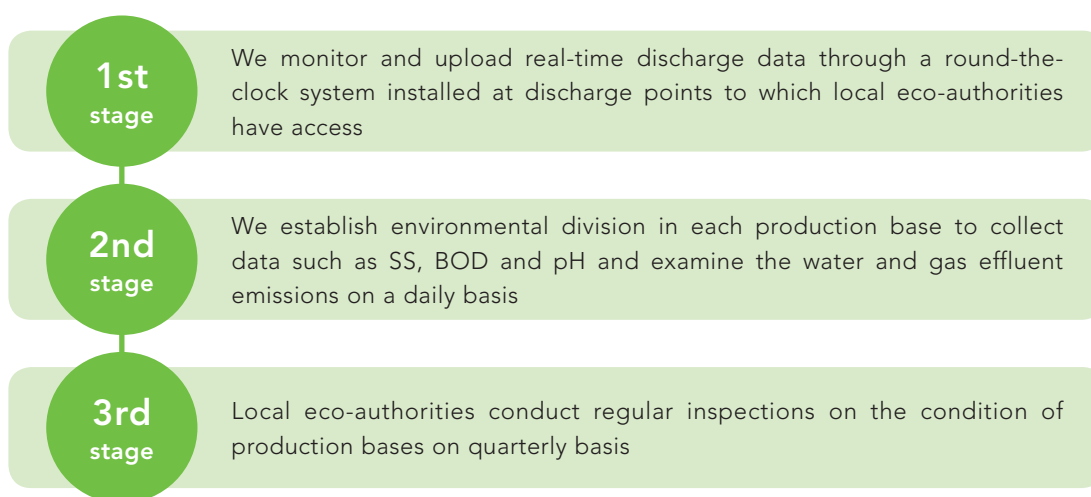 1st
stage
We monitor and upload real-time discharge data through a round-the-
clock system installed at discharge points to which local eco-authorities
have access
2nd
stage
We establish environmental division in each production base to collect
data such as SS, BOD and pH and examine the water and gas effluent
emissions on a daily basis
3rd
stage
Local eco-authorities conduct regular inspections on the condition of
production bases on quarterly basis